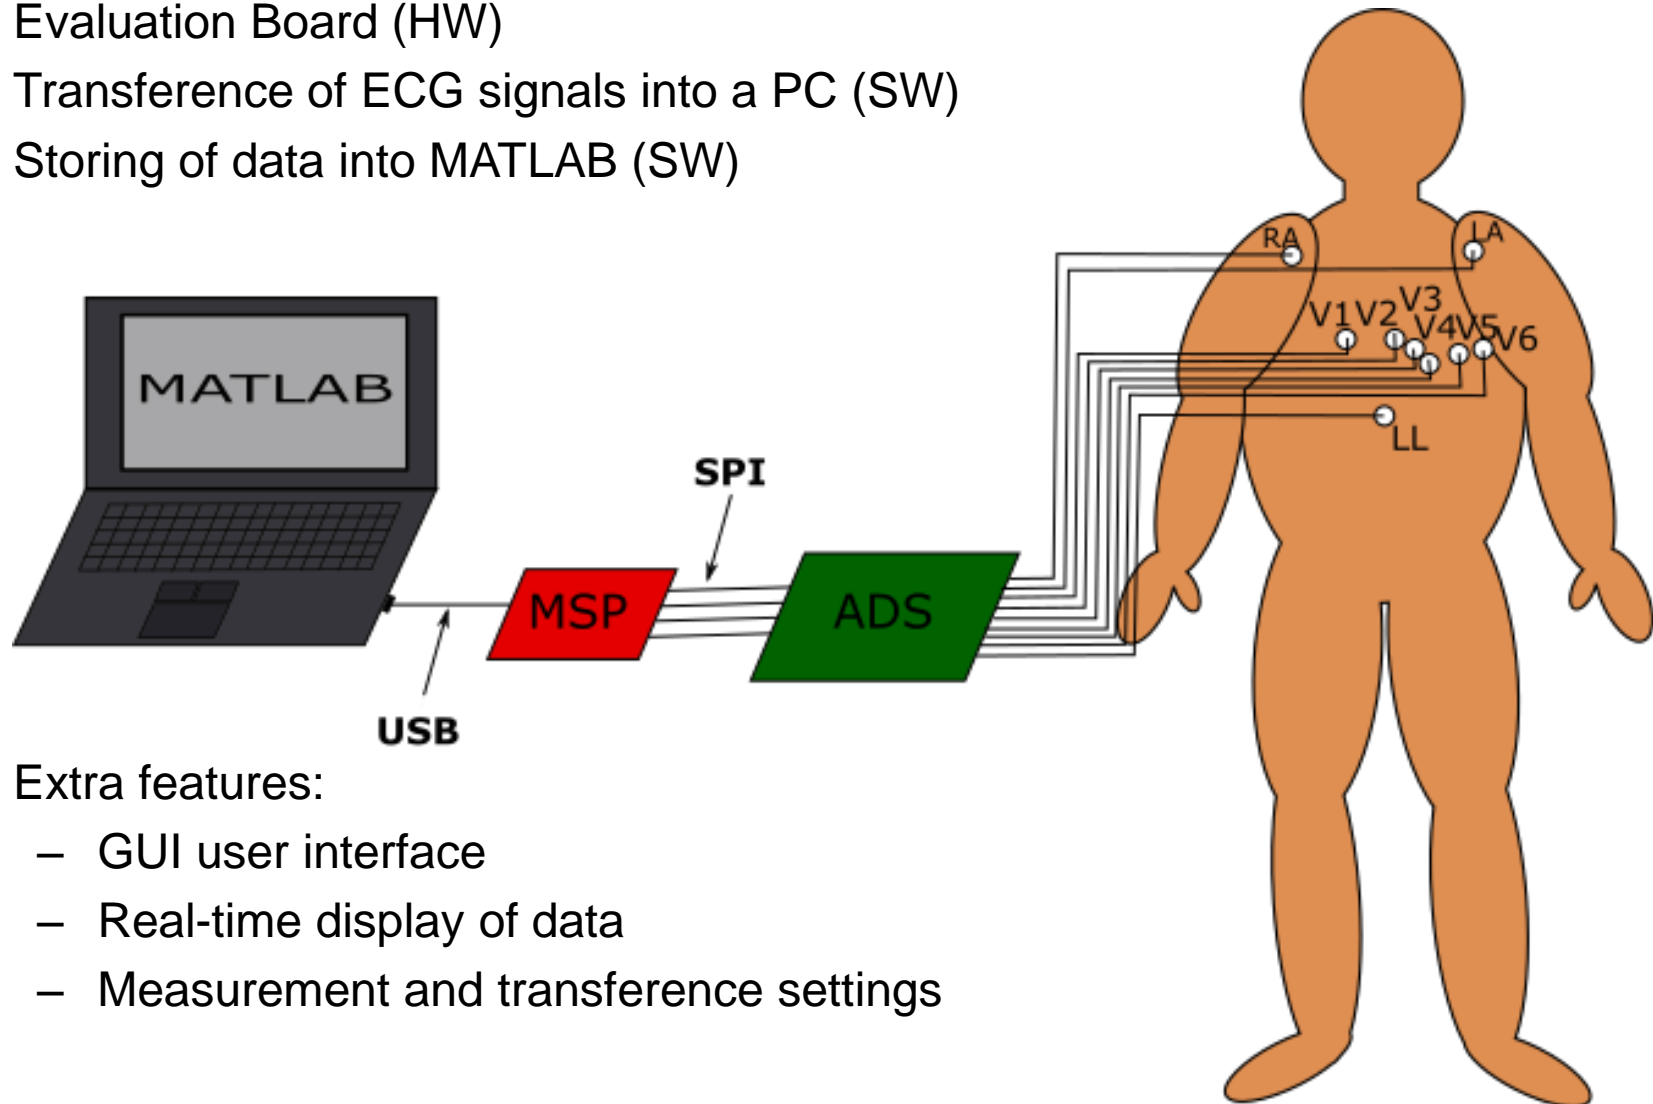 Evaluation Board (HW)
Transference of ECG signals into a PC (SW)
Storing of data into MATLAB (SW)
RA
LA
V1
V2
V3
V4
V5
V6
LL
MATLAB
SPI
MSP
ADS
USB
Extra features:
– GUI user interface
– Real-time display of data
– Measurement and transference settings